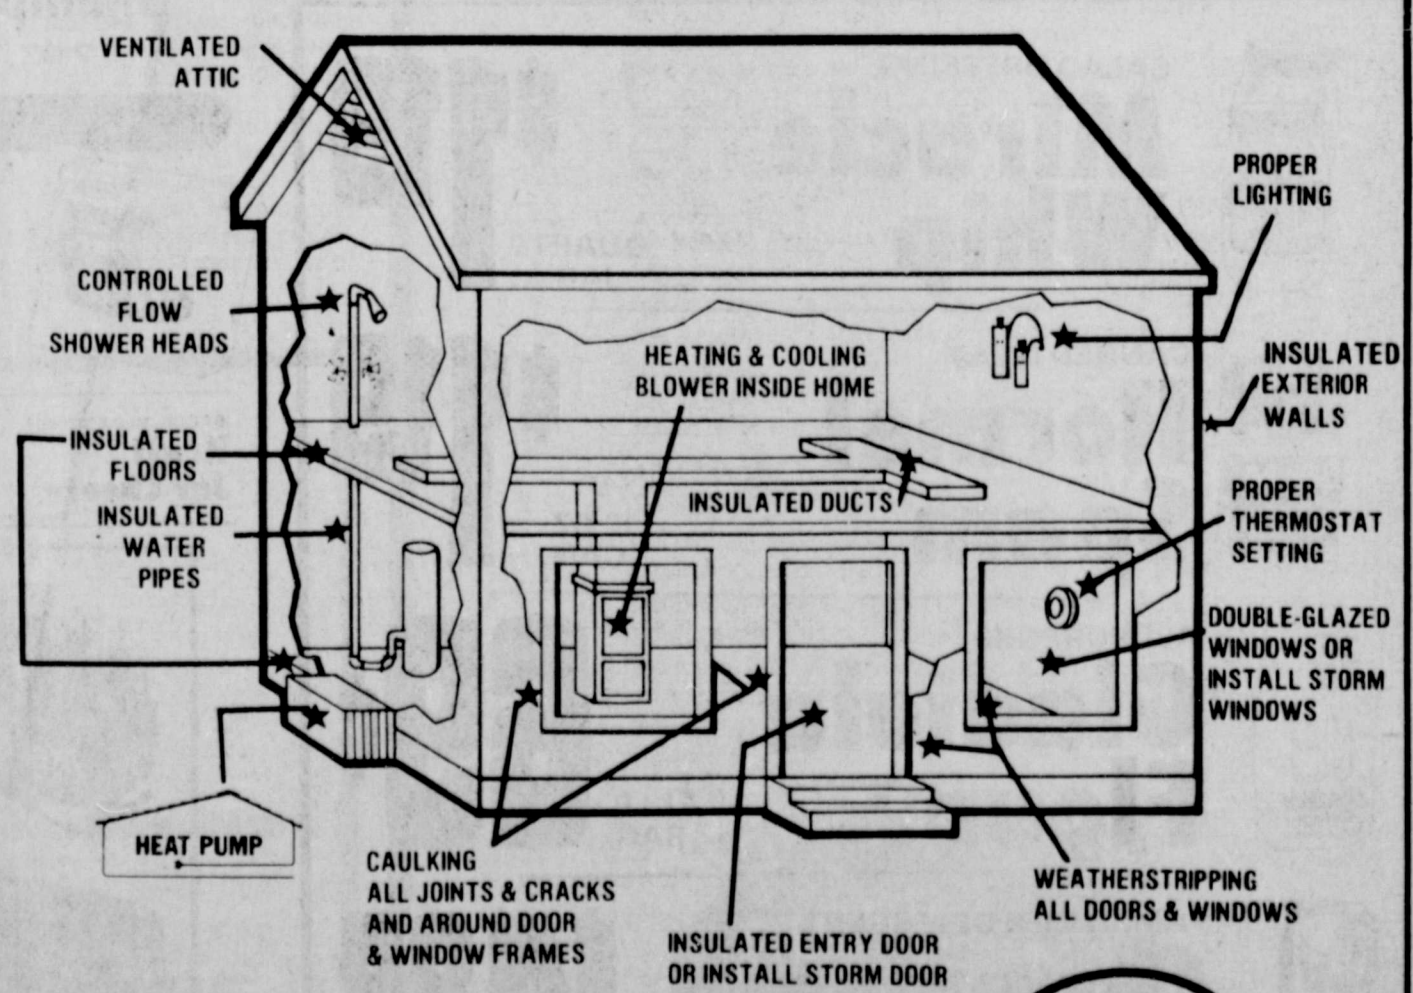 VENTILATED
ATTIC
PROPER
LIGHTING
CONTROLLED
FLOW
SHOWER HEADS
HEATING & COOLING
BLOWER INSIDE HOME
INSULATED
EXTERIOR
WALLS
INSULATED
FLOORS
INSULATED DUCTS
PROPER
THERMOSTAT
SETTING
INSULATED
WATER
PIPES
DOUBLE-GLAZED
WINDOWS OR
INSTALL STORM
WINDOWS
HEAT PUMP
CAULKING
ALL JOINTS & CRACKS
AND AROUND DOOR
& WINDOW FRAMES
INSULATED ENTRY DOOR
OR INSTALL STORM DOOR
WEATHERSTRIPPING
ALL DOORS & WINDOWS